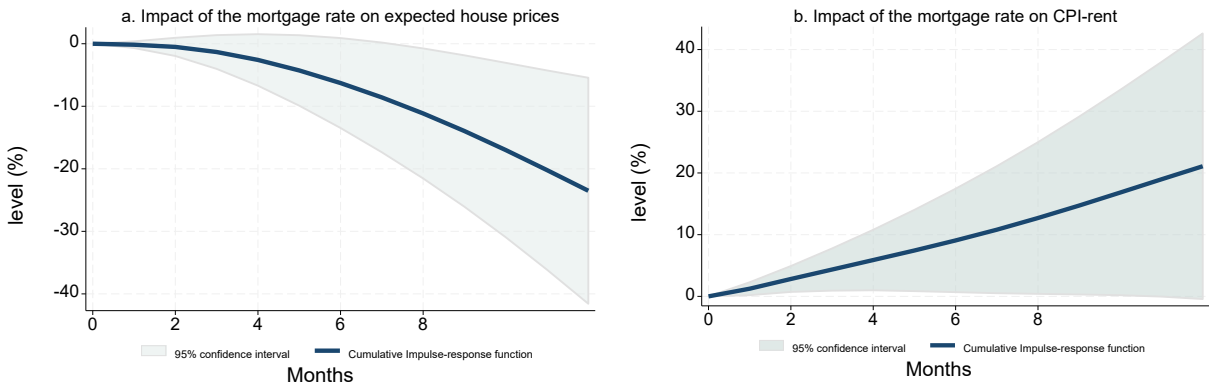 a. Impact of the mortgage rate on expected house prices
level (%)
0
-10
-20
-30
-40
0 2 4 6 8
95% confidence interval Cumulative Impulse-response function
Months
b. Impact of the mortgage rate on CPI-rent
level (%)
40
30
20
10
0
0 2 4 6 8
95% confidence interval Cumulative Impulse-response function
Months